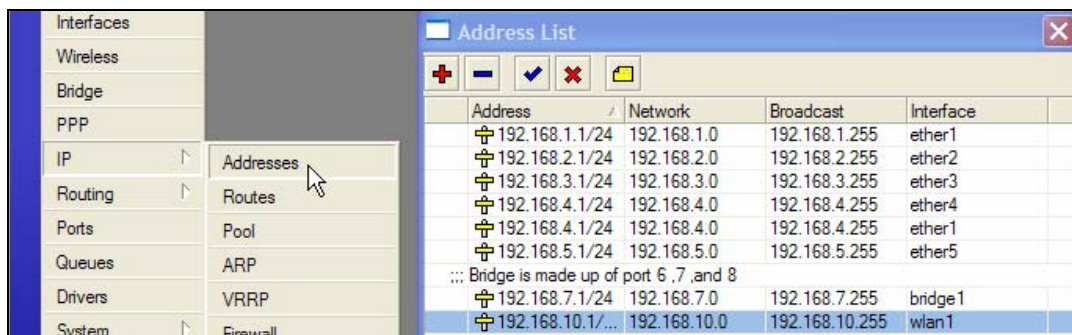 Interfaces
Wireless
Bridge
PPP
IP
Routing
Ports
Queues
Drivers
System
Addresses
Routes
Pool
ARP
VRRP
Firewall
Address List
Address Network Broadcast Interface
192.168.1.1/24 192.168.1.0 192.168.1.255 ether1
192.168.2.1/24 192.168.2.0 192.168.2.255 ether2
192.168.3.1/24 192.168.3.0 192.168.3.255 ether3
192.168.4.1/24 192.168.4.0 192.168.4.255 ether4
192.168.4.1/24 192.168.4.0 192.168.4.255 ether1
192.168.5.1/24 192.168.5.0 192.168.5.255 ether5
;;; Bridge is made up of port 6 ,7 ,and 8
192.168.7.1/24 192.168.7.0 192.168.7.255 bridge1
192.168.10.1/... 192.168.10.0 192.168.10.255 wlan1